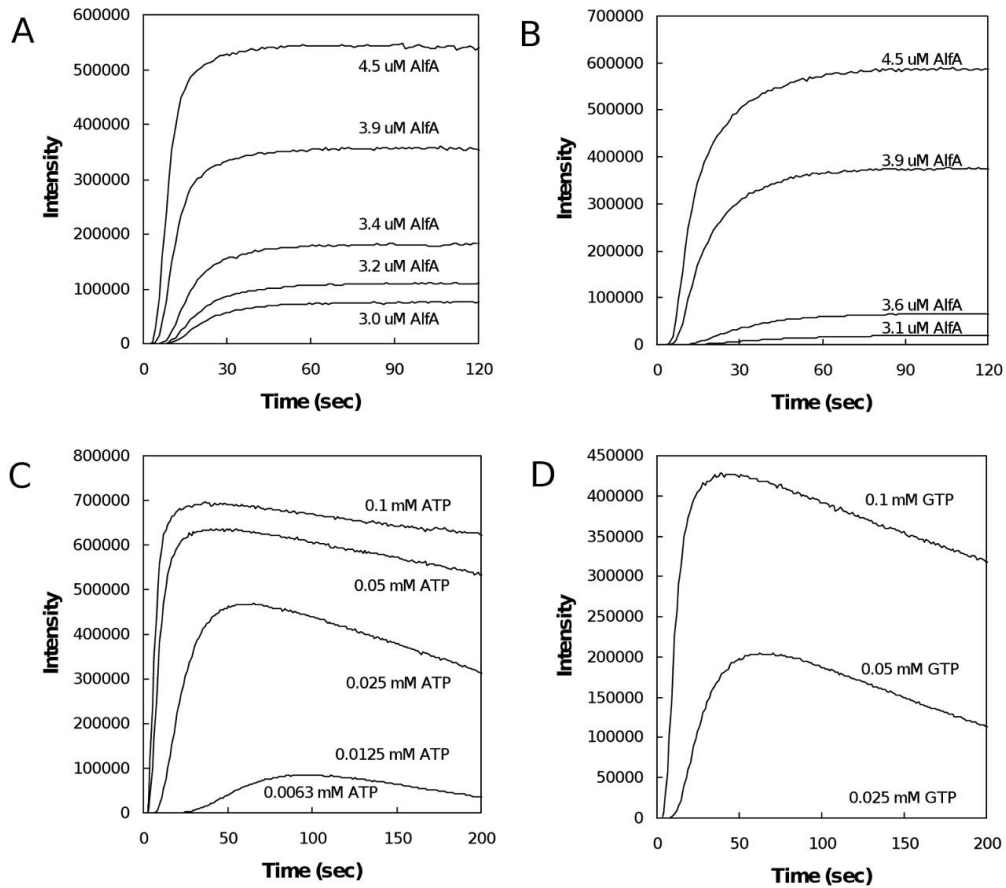 A
600000
500000
400000
300000
200000
100000
0
Intensity
4.5 uM AlfA
3.9 uM AlfA
3.4 uM AlfA
3.2 uM AlfA
3.0 uM AlfA
0 30 60 90 120
Time (sec)
B
700000
600000
500000
400000
300000
200000
100000
0
Intensity
4.5 uM AlfA
3.9 uM AlfA
3.6 uM AlfA
3.1 uM AlfA
0 30 60 90 120
Time (sec)
C
800000
700000
600000
500000
400000
300000
200000
100000
0
Intensity
0.1 mM ATP
0.05 mM ATP
0.025 mM ATP
0.0125 mM ATP
0.0063 mM ATP
0 50 100 150 200
Time (sec)
D
450000
400000
350000
300000
250000
200000
150000
100000
50000
0
Intensity
0.1 mM GTP
0.05 mM GTP
0.025 mM GTP
0 50 100 150 200
Time (sec)